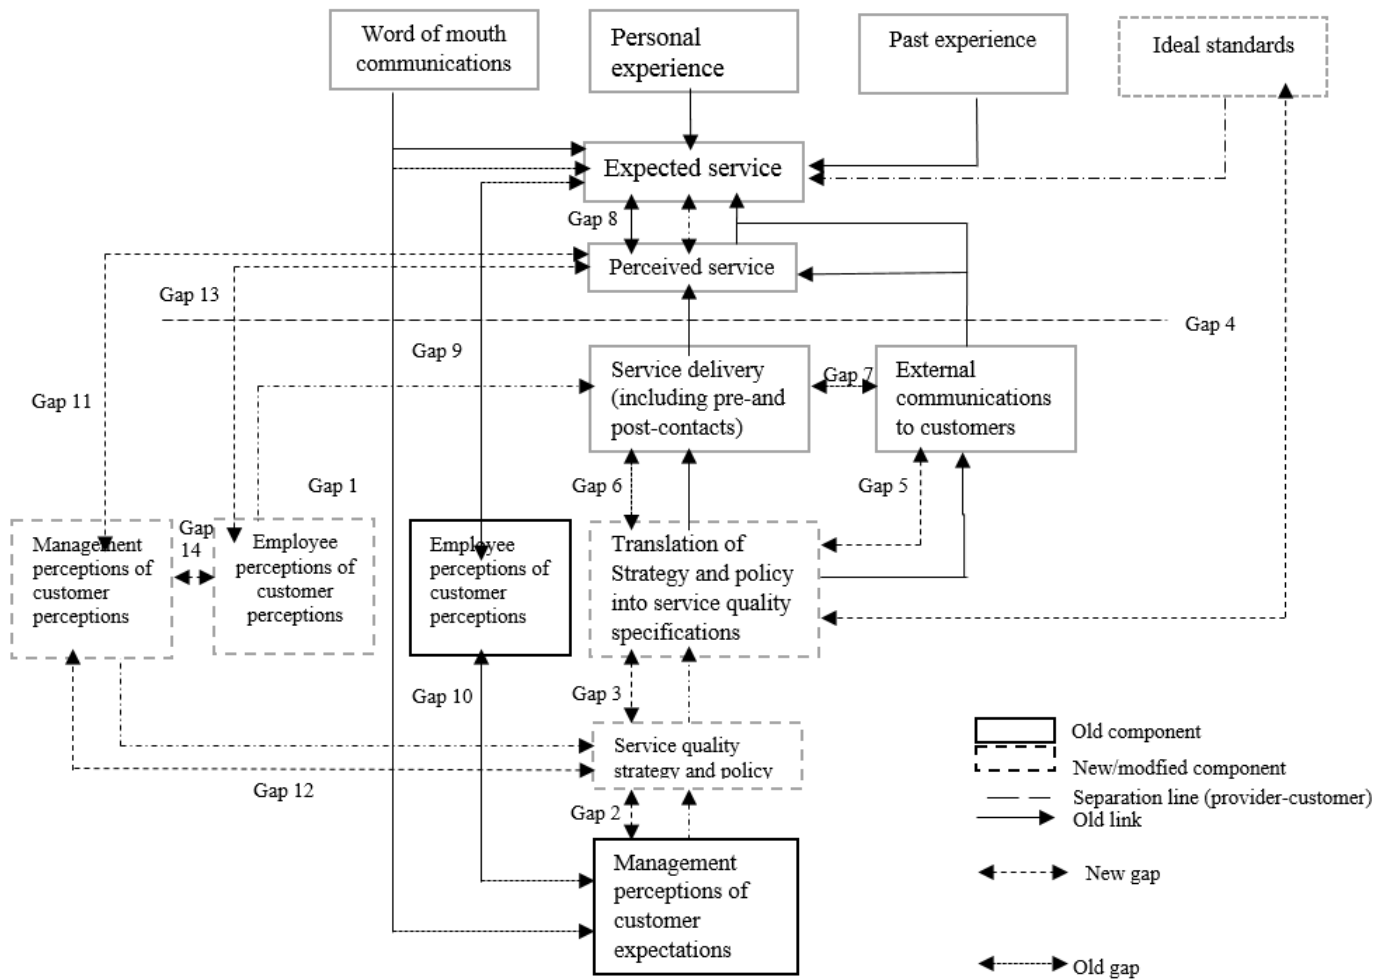 Word of mouth
communications
Personal
experience
Past experience
Ideal standards
Expected service
Gap 8
Perceived service
Gap 13
Gap 4
Gap 9
Gap 11
Service delivery
(including pre-and
post-contacts)
Gap 7
External
communications
to customers
Gap 1
Gap 6
Gap 5
Management
perceptions of
customer
perceptions
Gap
14
Employee
perceptions of
customer
perceptions
Employee
perceptions of
customer
perceptions
Translation of
Strategy and policy
into service quality
specifications
Gap 10
Gap 3
Service quality
strategy and policy
Gap 12
Gap 2
Management
perceptions of
customer
expectations
Old component
New/modfied component
Separation line (provider-customer)
Old link
New gap
Old gap